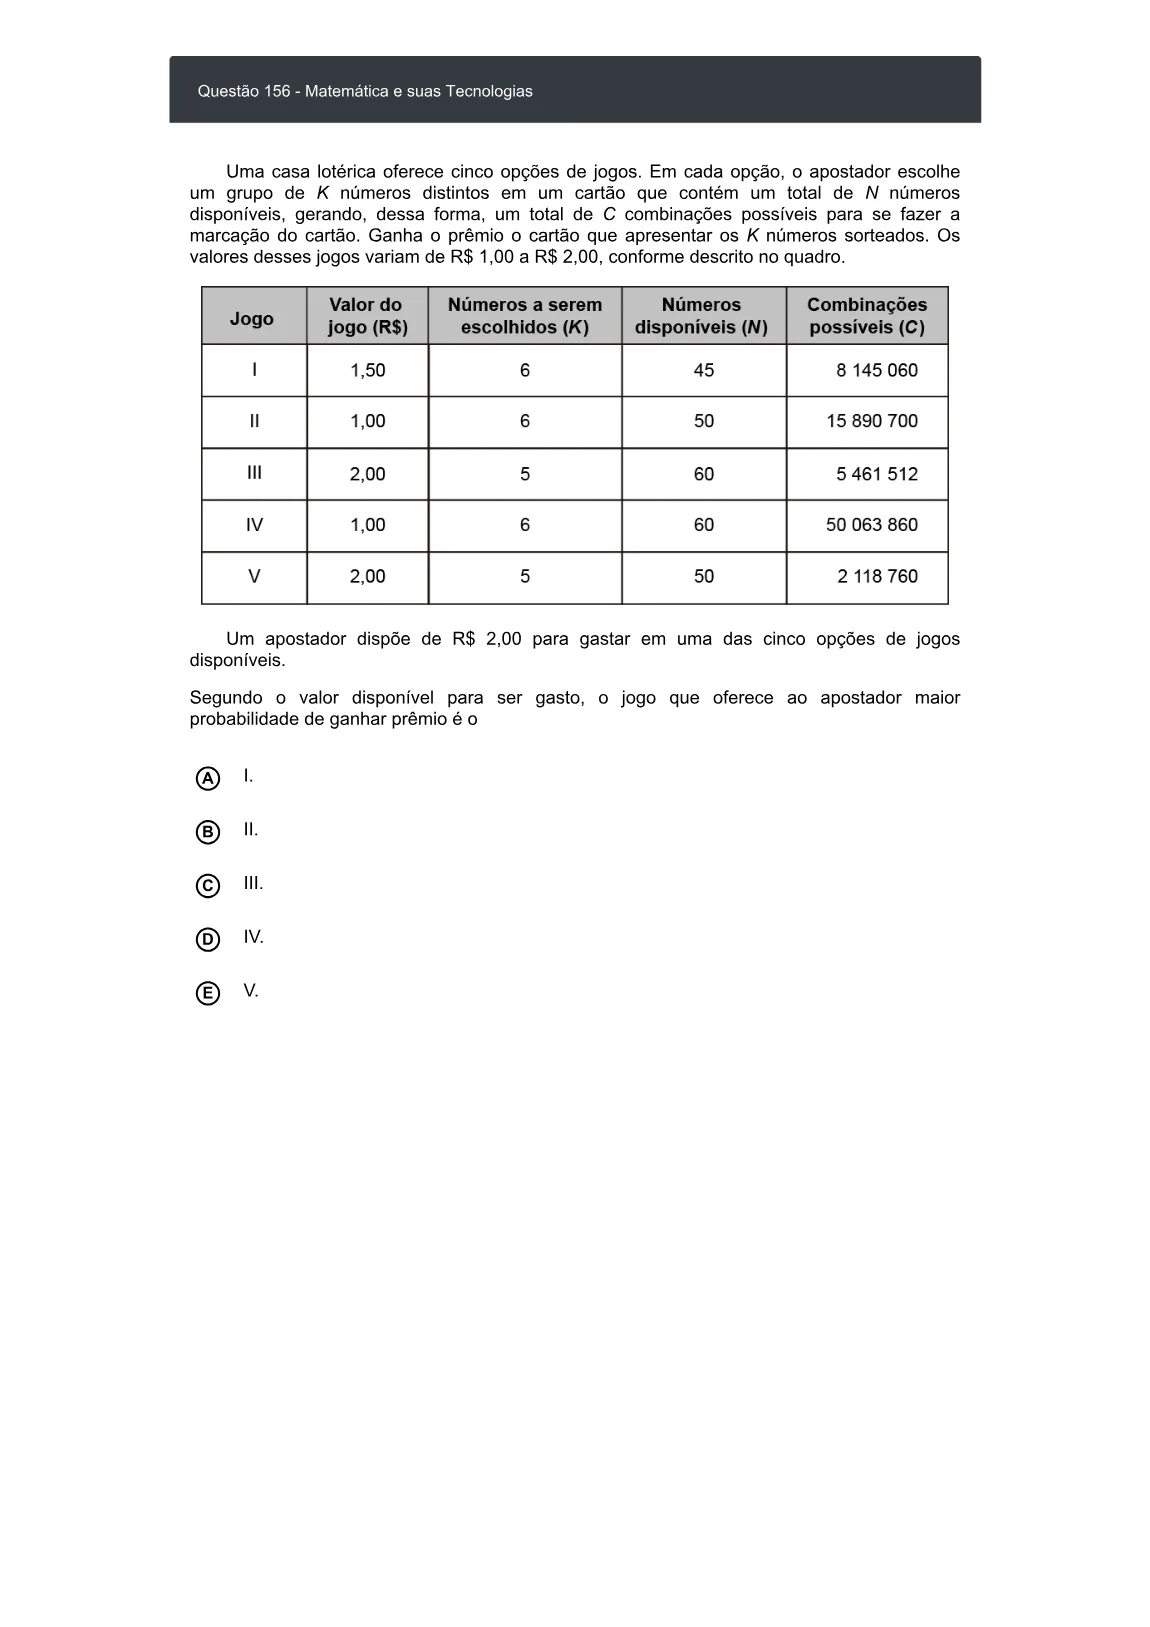 Questão 156 - Matemática e suas Tecnologias
Uma casa lotérica oferece cinco opções de jogos. Em cada opção, o apostador escolhe
um grupo de K números distintos em um cartão que contém um total de N números
disponíveis, gerando, dessa forma, um total de C combinações possíveis para se fazer a
marcação do cartão. Ganha o prêmio o cartão que apresentar os K números sorteados. Os
valores desses jogos variam de R$ 1,00 a R$ 2,00, conforme descrito no quadro.
Jogo Valor do jogo (R$) Números a serem escolhidos (K) Números disponíveis (N) Combinações possíveis (C)
I 1,50 6 45 8 145 060
II 1,00 6 50 15 890 700
III 2,00 5 60 5 461 512
IV 1,00 6 60 50 063 860
V 2,00 5 50 2 118 760
Um apostador dispõe de R$ 2,00 para gastar em uma das cinco opções de jogos
disponíveis.
Segundo o valor disponível para ser gasto, o jogo que oferece ao apostador maior
probabilidade de ganhar prêmio é o
A I.
B II.
C III.
D IV.
E V.